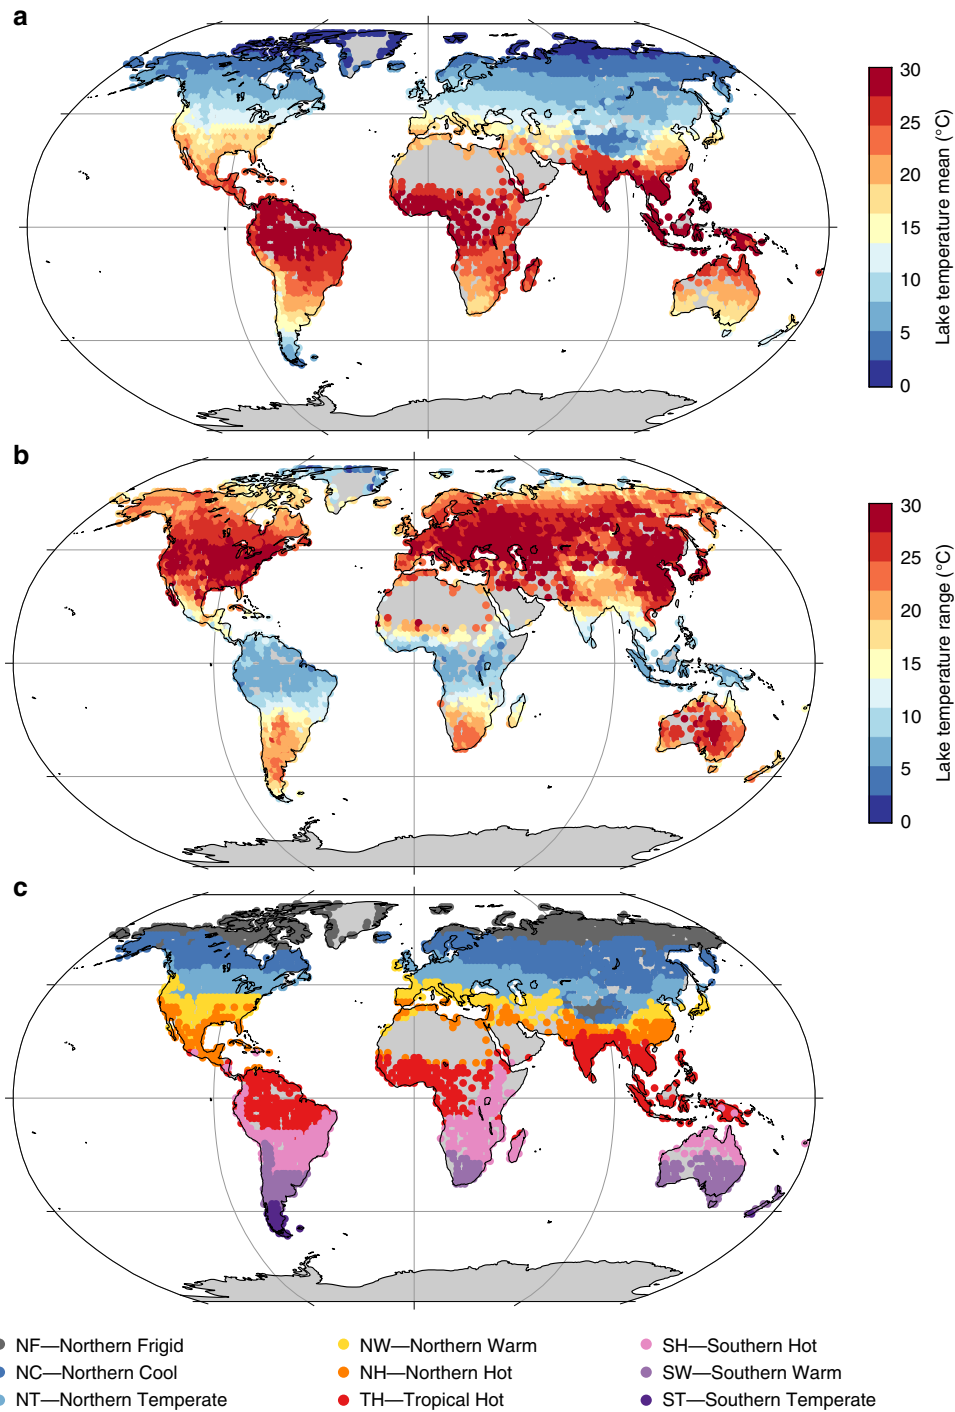 a
30
25
20
15
10
5
0
Lake temperature mean (°C)
b
30
25
20
15
10
5
0
Lake temperature range (°C)
c
NF—Northern Frigid
NC—Northern Cool
NT—Northern Temperate
NW—Northern Warm
NH—Northern Hot
TH—Tropical Hot
SH—Southern Hot
SW—Southern Warm
ST—Southern Temperate